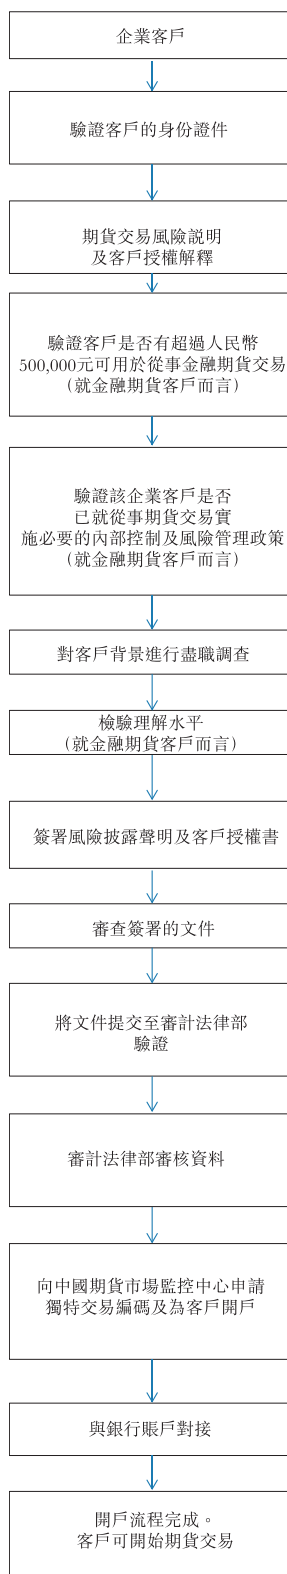 企業客戶
驗證客戶的身份證件
期貨交易風險說明
及客戶授權解釋
驗證客戶是否有超過人民幣
500,000元可用於從事金融期貨交易
(就金融期貨客戶而言)
驗證該企業客戶是否
已就從事期貨交易實
施必要的內部控制及風險管理政策
(就金融期貨客戶而言)
對客戶背景進行盡職調查
檢驗理解水平
(就金融期貨客戶而言)
簽署風險披露聲明及客戶授權書
審查簽署的文件
將文件提交至審計法律部
驗證
審計法律部審核資料
向中國期貨市場監控中心申請
獨特交易編碼及為客戶開戶
與銀行賬戶對接
開戶流程完成。
客戶可開始期貨交易